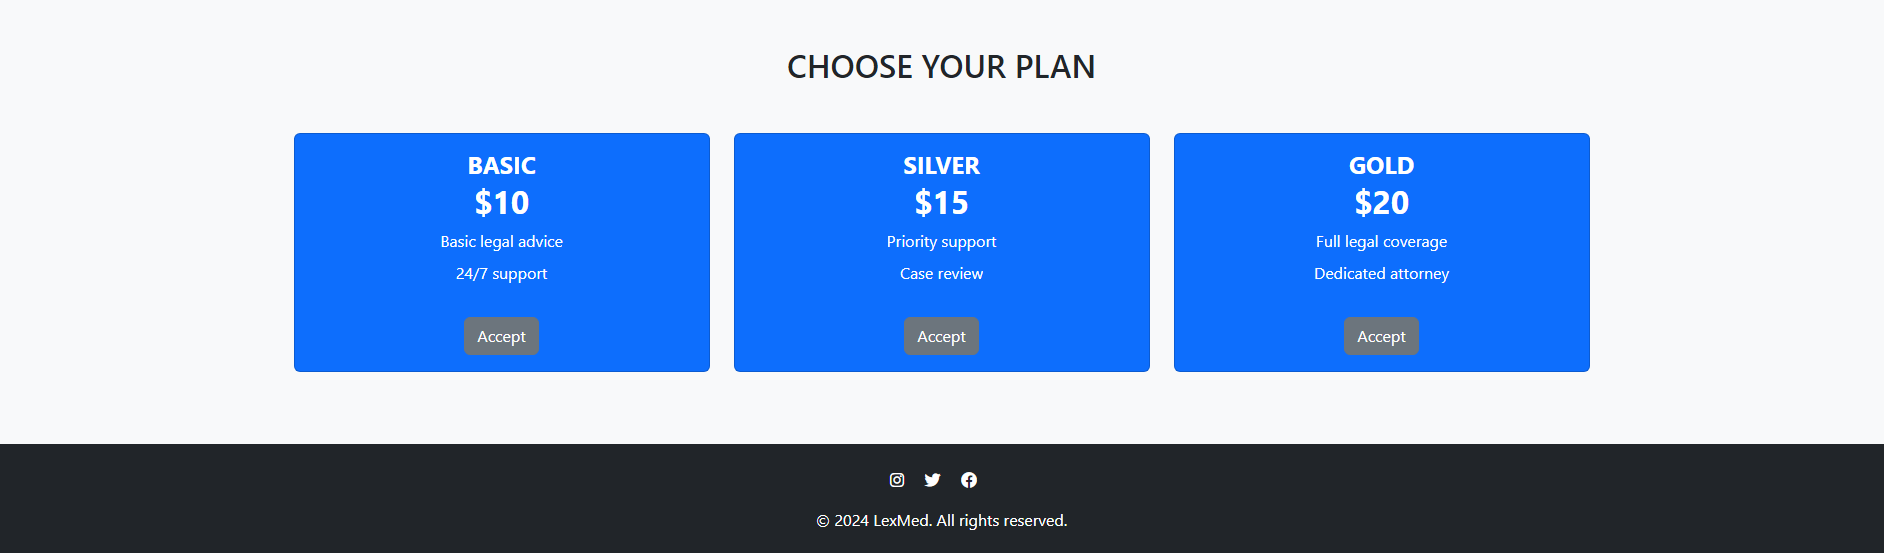 CHOOSE YOUR PLAN
BASIC
$10
Basic legal advice
24/7 support
Accept
SILVER
$15
Priority support
Case review
Accept
GOLD
$20
Full legal coverage
Dedicated attorney
Accept
© 2024 LexMed. All rights reserved.